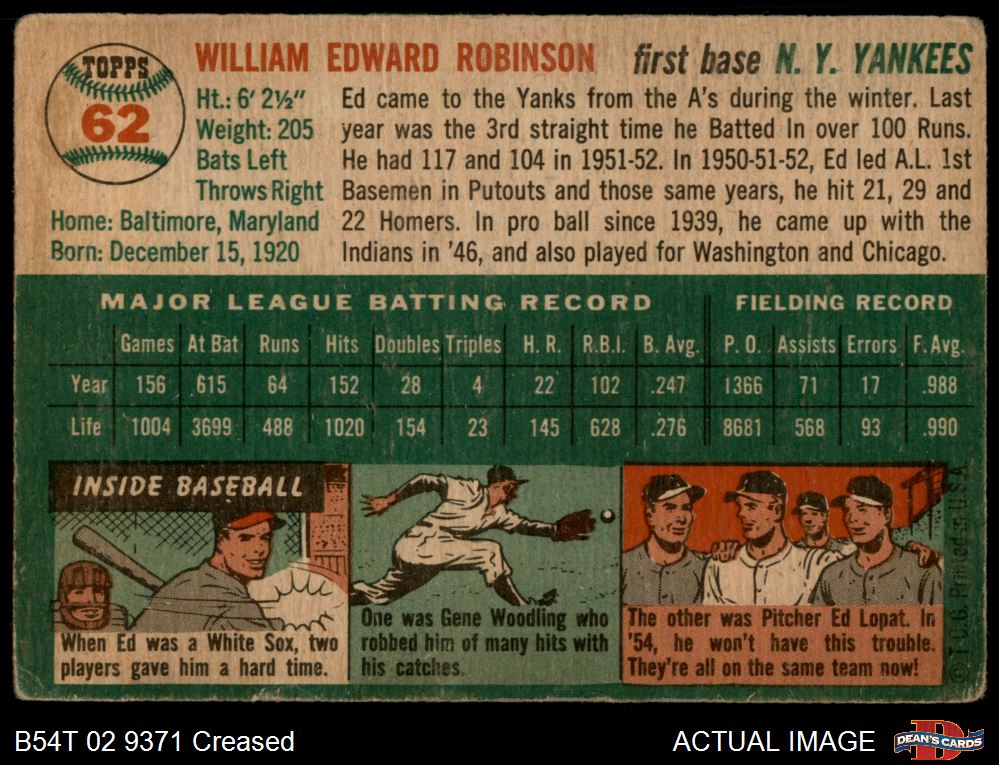 TOPPS
62
WILLIAM EDWARD ROBINSON first base N. Y. YANKEES
Ht.: 6' 2½"
Weight: 205
Bats Left
Throws Right
Home: Baltimore, Maryland
Born: December 15, 1920
Ed came to the Yanks from the A's during the winter. Last
year was the 3rd straight time he Batted In over 100 Runs.
He had 117 and 104 in 1951-52. In 1950-51-52, Ed led A.L. 1st
Basemen in Putouts and those same years, he hit 21, 29 and
22 Homers. In pro ball since 1939, he came up with the
Indians in '46, and also played for Washington and Chicago.
MAJOR LEAGUE BATTING RECORD FIELDING RECORD
Games At Bat Runs Hits Doubles Triples H. R. R.B.I. B. Avg. P. O. Assists Errors F. Avg.
Year 156 615 64 152 28 4 22 102 .247 1366 71 17 .988
Life 1004 3699 488 1020 154 23 145 628 .276 8681 568 93 .990
INSIDE BASEBALL
When Ed was a White Sox, two
players gave him a hard time.
One was Gene Woodling who
robbed him of many hits with
his catches.
The other was Pitcher Ed Lopat. In
'54, he won't have this trouble.
They're all on the same team now!
© T. C. G. Printed in U.S.A.
B54T 02 9371 Creased
ACTUAL IMAGE
DEAN'S CARDS